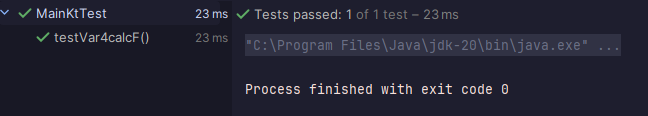 MainKtTest 23 ms
testVar4calcF() 23 ms
Tests passed: 1 of 1 test – 23 ms
"C:\Program Files\Java\jdk-20\bin\java.exe" ...
Process finished with exit code 0